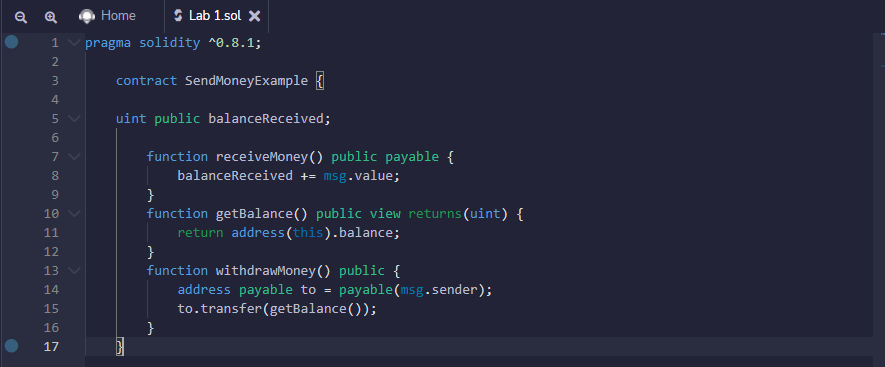 Home Lab 1.sol
1 pragma solidity ^0.8.1;
2
3 contract SendMoneyExample {
4
5 uint public balanceReceived;
6
7 function receiveMoney() public payable {
8 balanceReceived += msg.value;
9 }
10 function getBalance() public view returns(uint) {
11 return address(this).balance;
12 }
13 function withdrawMoney() public {
14 address payable to = payable(msg.sender);
15 to.transfer(getBalance());
16 }
17 }